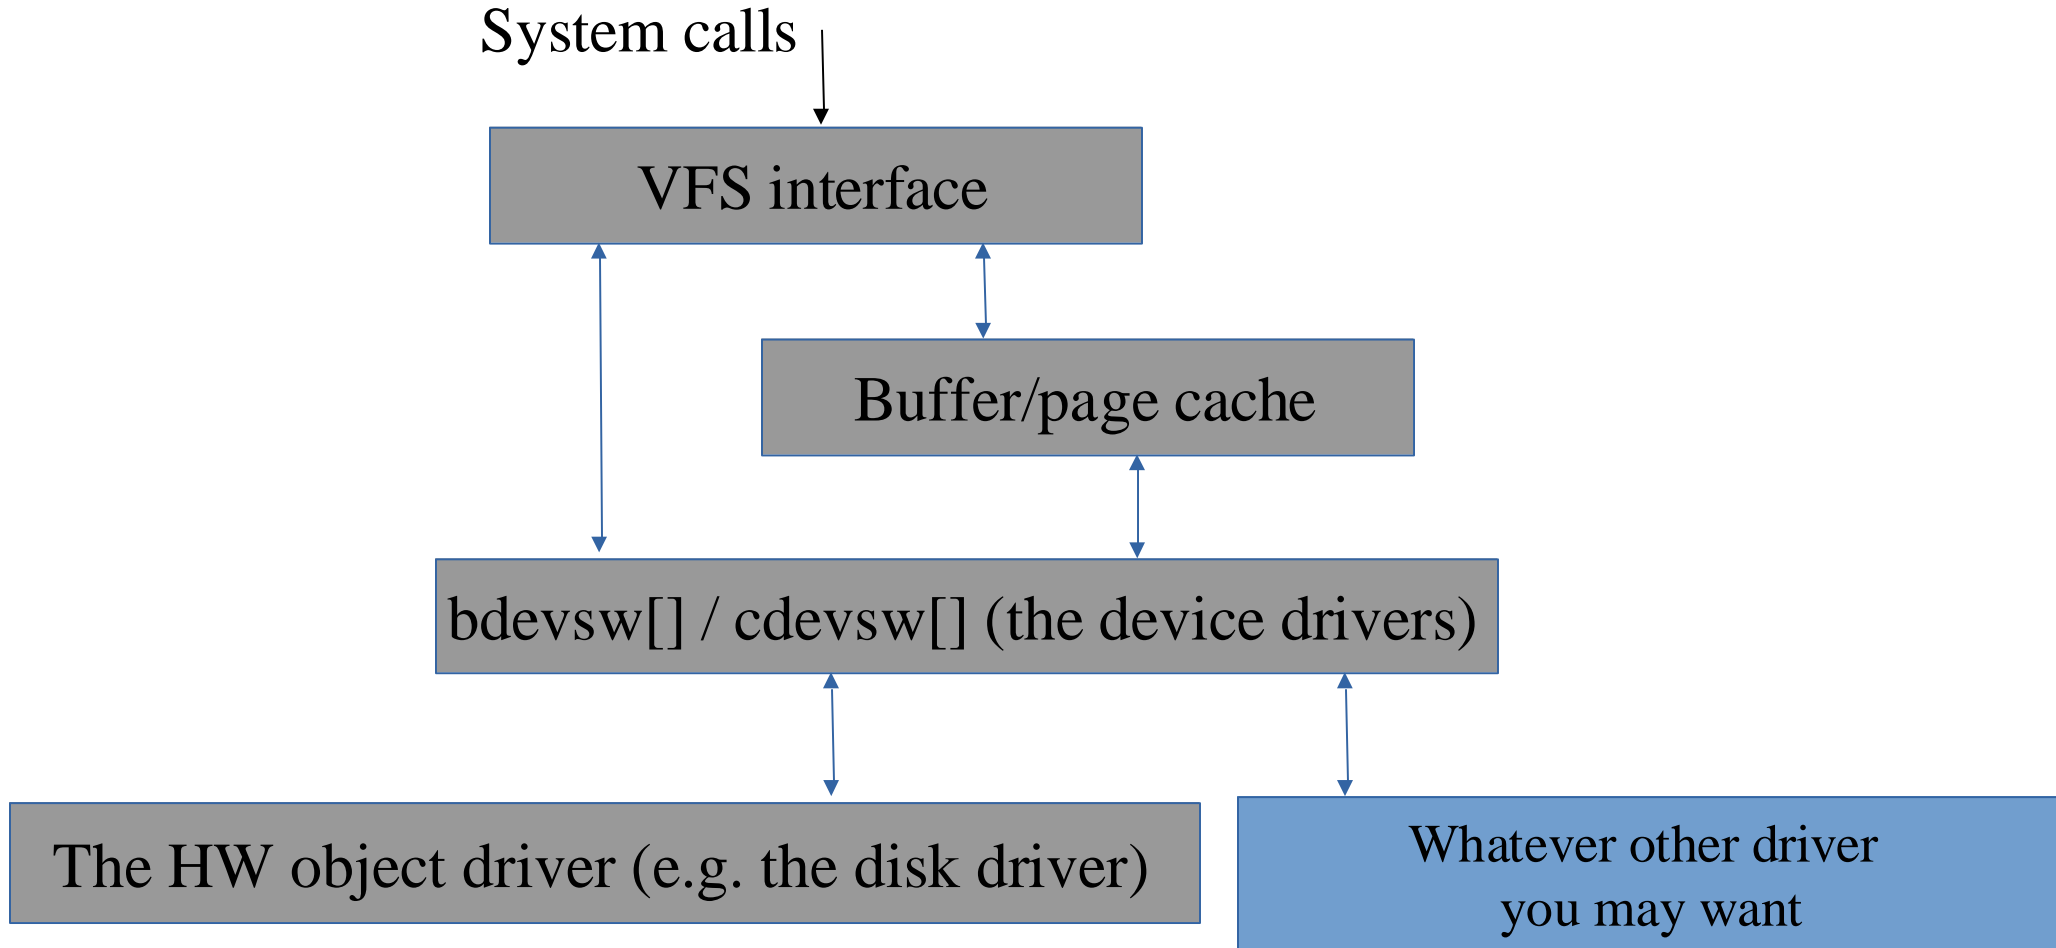 System calls
VFS interface
Buffer/page cache
bdevsw[] / cdevsw[] (the device drivers)
The HW object driver (e.g. the disk driver)
Whatever other driver
you may want